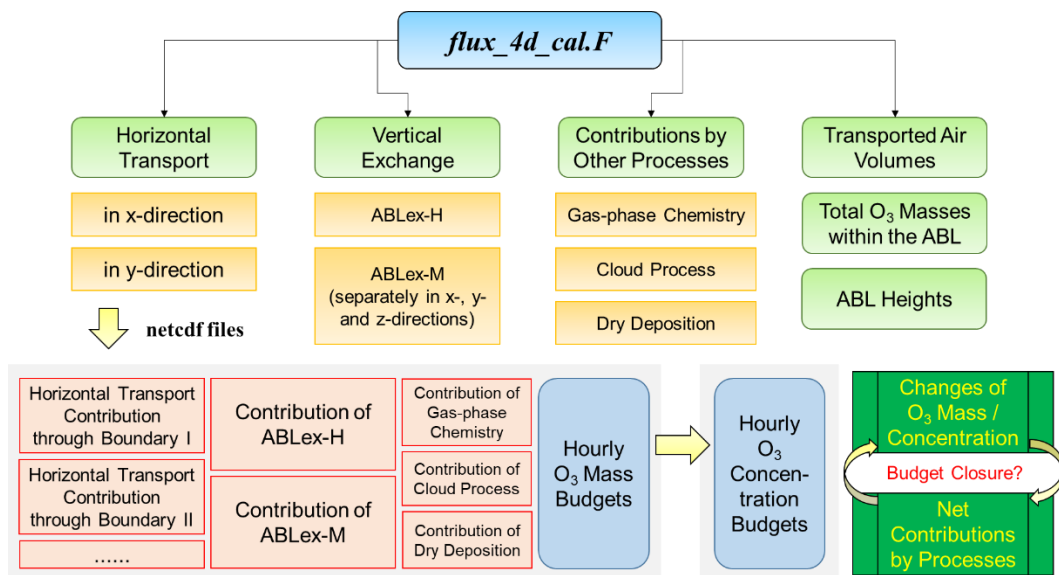 flux_4d_cal.F
Horizontal
Transport
in x-direction
in y-direction
netcdf files
Vertical
Exchange
ABLex-H
ABLex-M
(separately in x-, y-
and z-directions)
Contributions by
Other Processes
Gas-phase Chemistry
Cloud Process
Dry Deposition
Transported Air
Volumes
Total O₃ Masses
within the ABL
ABL Heights
Horizontal Transport
Contribution
through Boundary I
Horizontal Transport
Contribution
through Boundary II
......
Contribution of
ABLex-H
Contribution of
ABLex-M
Contribution of
Gas-phase
Chemistry
Contribution of
Cloud Process
Contribution of
Dry Deposition
Hourly
O₃ Mass
Budgets
Hourly
O₃
Concen-
tration
Budgets
Changes of
O₃ Mass /
Concentration
Budget Closure?
Net
Contributions
by Processes